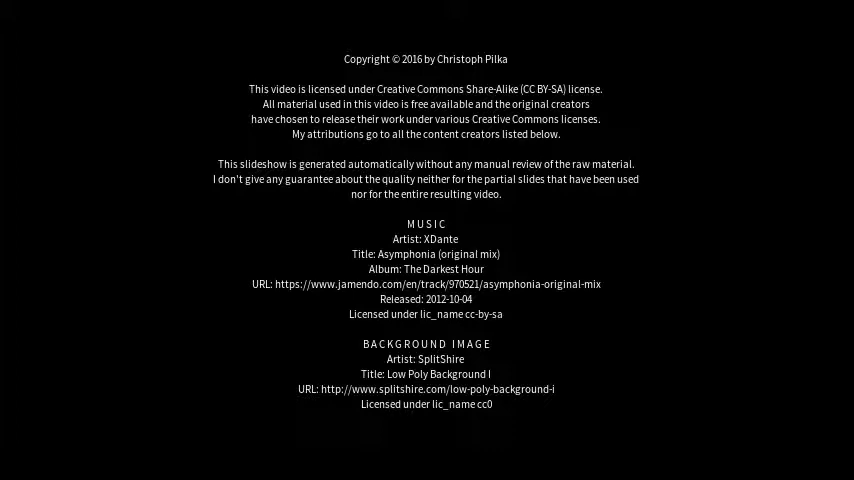 Copyright © 2016 by Christoph Pilka
This video is licensed under Creative Commons Share-Alike (CC BY-SA) license.
All material used in this video is free available and the original creators
have chosen to release their work under various Creative Commons licenses.
My attributions go to all the content creators listed below.
This slideshow is generated automatically without any manual review of the raw material.
I don't give any guarantee about the quality neither for the partial slides that have been used
nor for the entire resulting video.
MUSIC
Artist: XDante
Title: Asymphonia (original mix)
Album: The Darkest Hour
URL: https://www.jamendo.com/en/track/970521/asymphonia-original-mix
Released: 2012-10-04
Licensed under lic_name cc-by-sa
BACKGROUND IMAGE
Artist: SplitShire
Title: Low Poly Background I
URL: http://www.splitshire.com/low-poly-background-i
Licensed under lic_name cc0